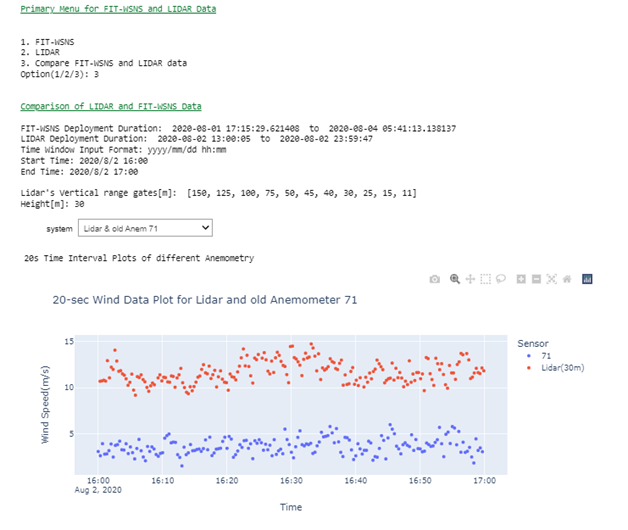 Primary Menu for FIT-WSNS and LIDAR Data
1. FIT-WSNS
2. LIDAR
3. Compare FIT-WSNS and LIDAR data
Option(1/2/3): 3
Comparison of LIDAR and FIT-WSNS Data
FIT-WSNS Deployment Duration: 2020-08-01 17:15:29.621408 to 2020-08-04 05:41:13.138137
LIDAR Deployment Duration: 2020-08-02 13:00:05 to 2020-08-02 23:59:47
Time Window Input Format: yyyy/mm/dd hh:mm
Start Time: 2020/8/2 16:00
End Time: 2020/8/2 17:00
Lidar's Vertical range gates[m]: [150, 125, 100, 75, 50, 45, 40, 30, 25, 15, 11]
Height[m]: 30
system Lidar & old Anem 71
20s Time Interval Plots of different Anemometry
20-sec Wind Data Plot for Lidar and old Anemometer 71
Sensor
71
Lidar(30m)
15
10
5
Wind Speed(m/s)
16:00 16:10 16:20 16:30 16:40 16:50 17:00
Aug 2, 2020
Time